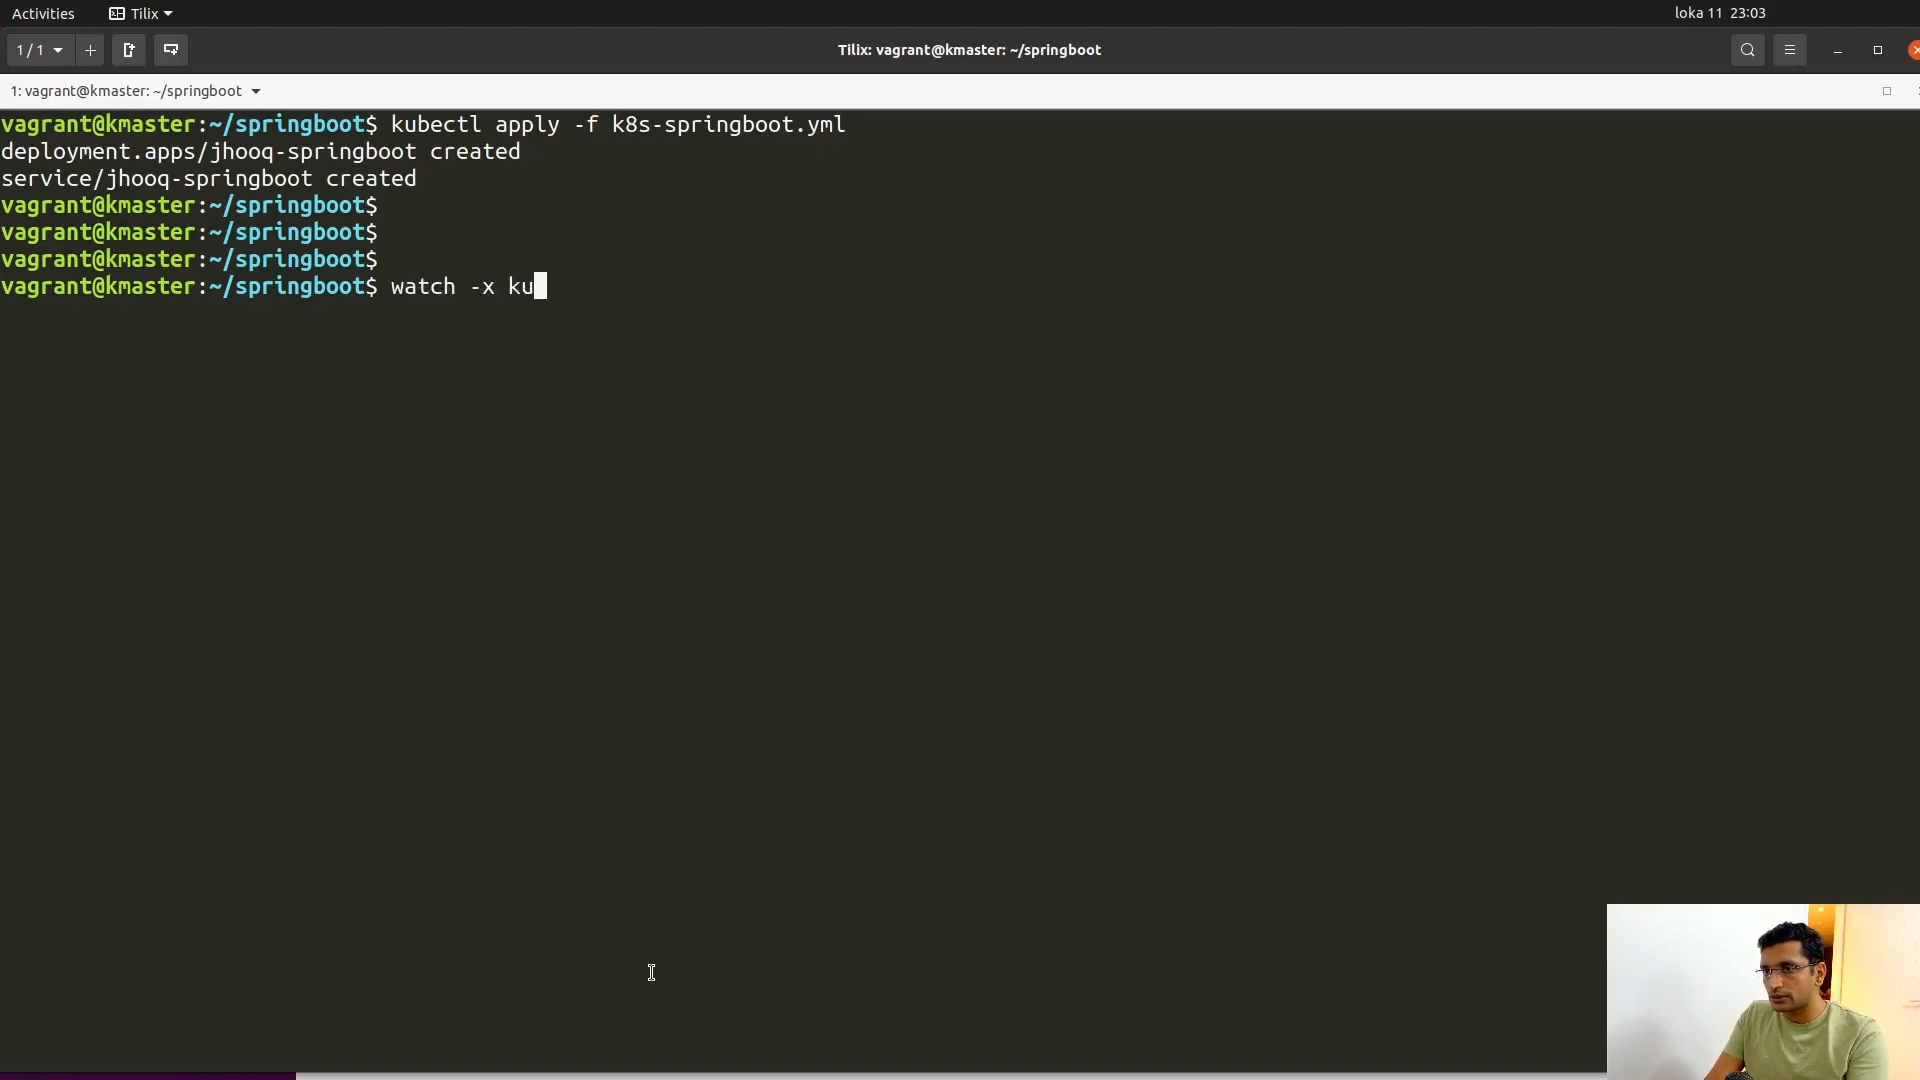 Activities Tilix loka 11 23:03
1 / 1 Tilix: vagrant@kmaster: ~/springboot
1: vagrant@kmaster: ~/springboot
vagrant@kmaster:~/springboot$ kubectl apply -f k8s-springboot.yml
deployment.apps/jhooq-springboot created
service/jhooq-springboot created
vagrant@kmaster:~/springboot$
vagrant@kmaster:~/springboot$
vagrant@kmaster:~/springboot$
vagrant@kmaster:~/springboot$ watch -x ku